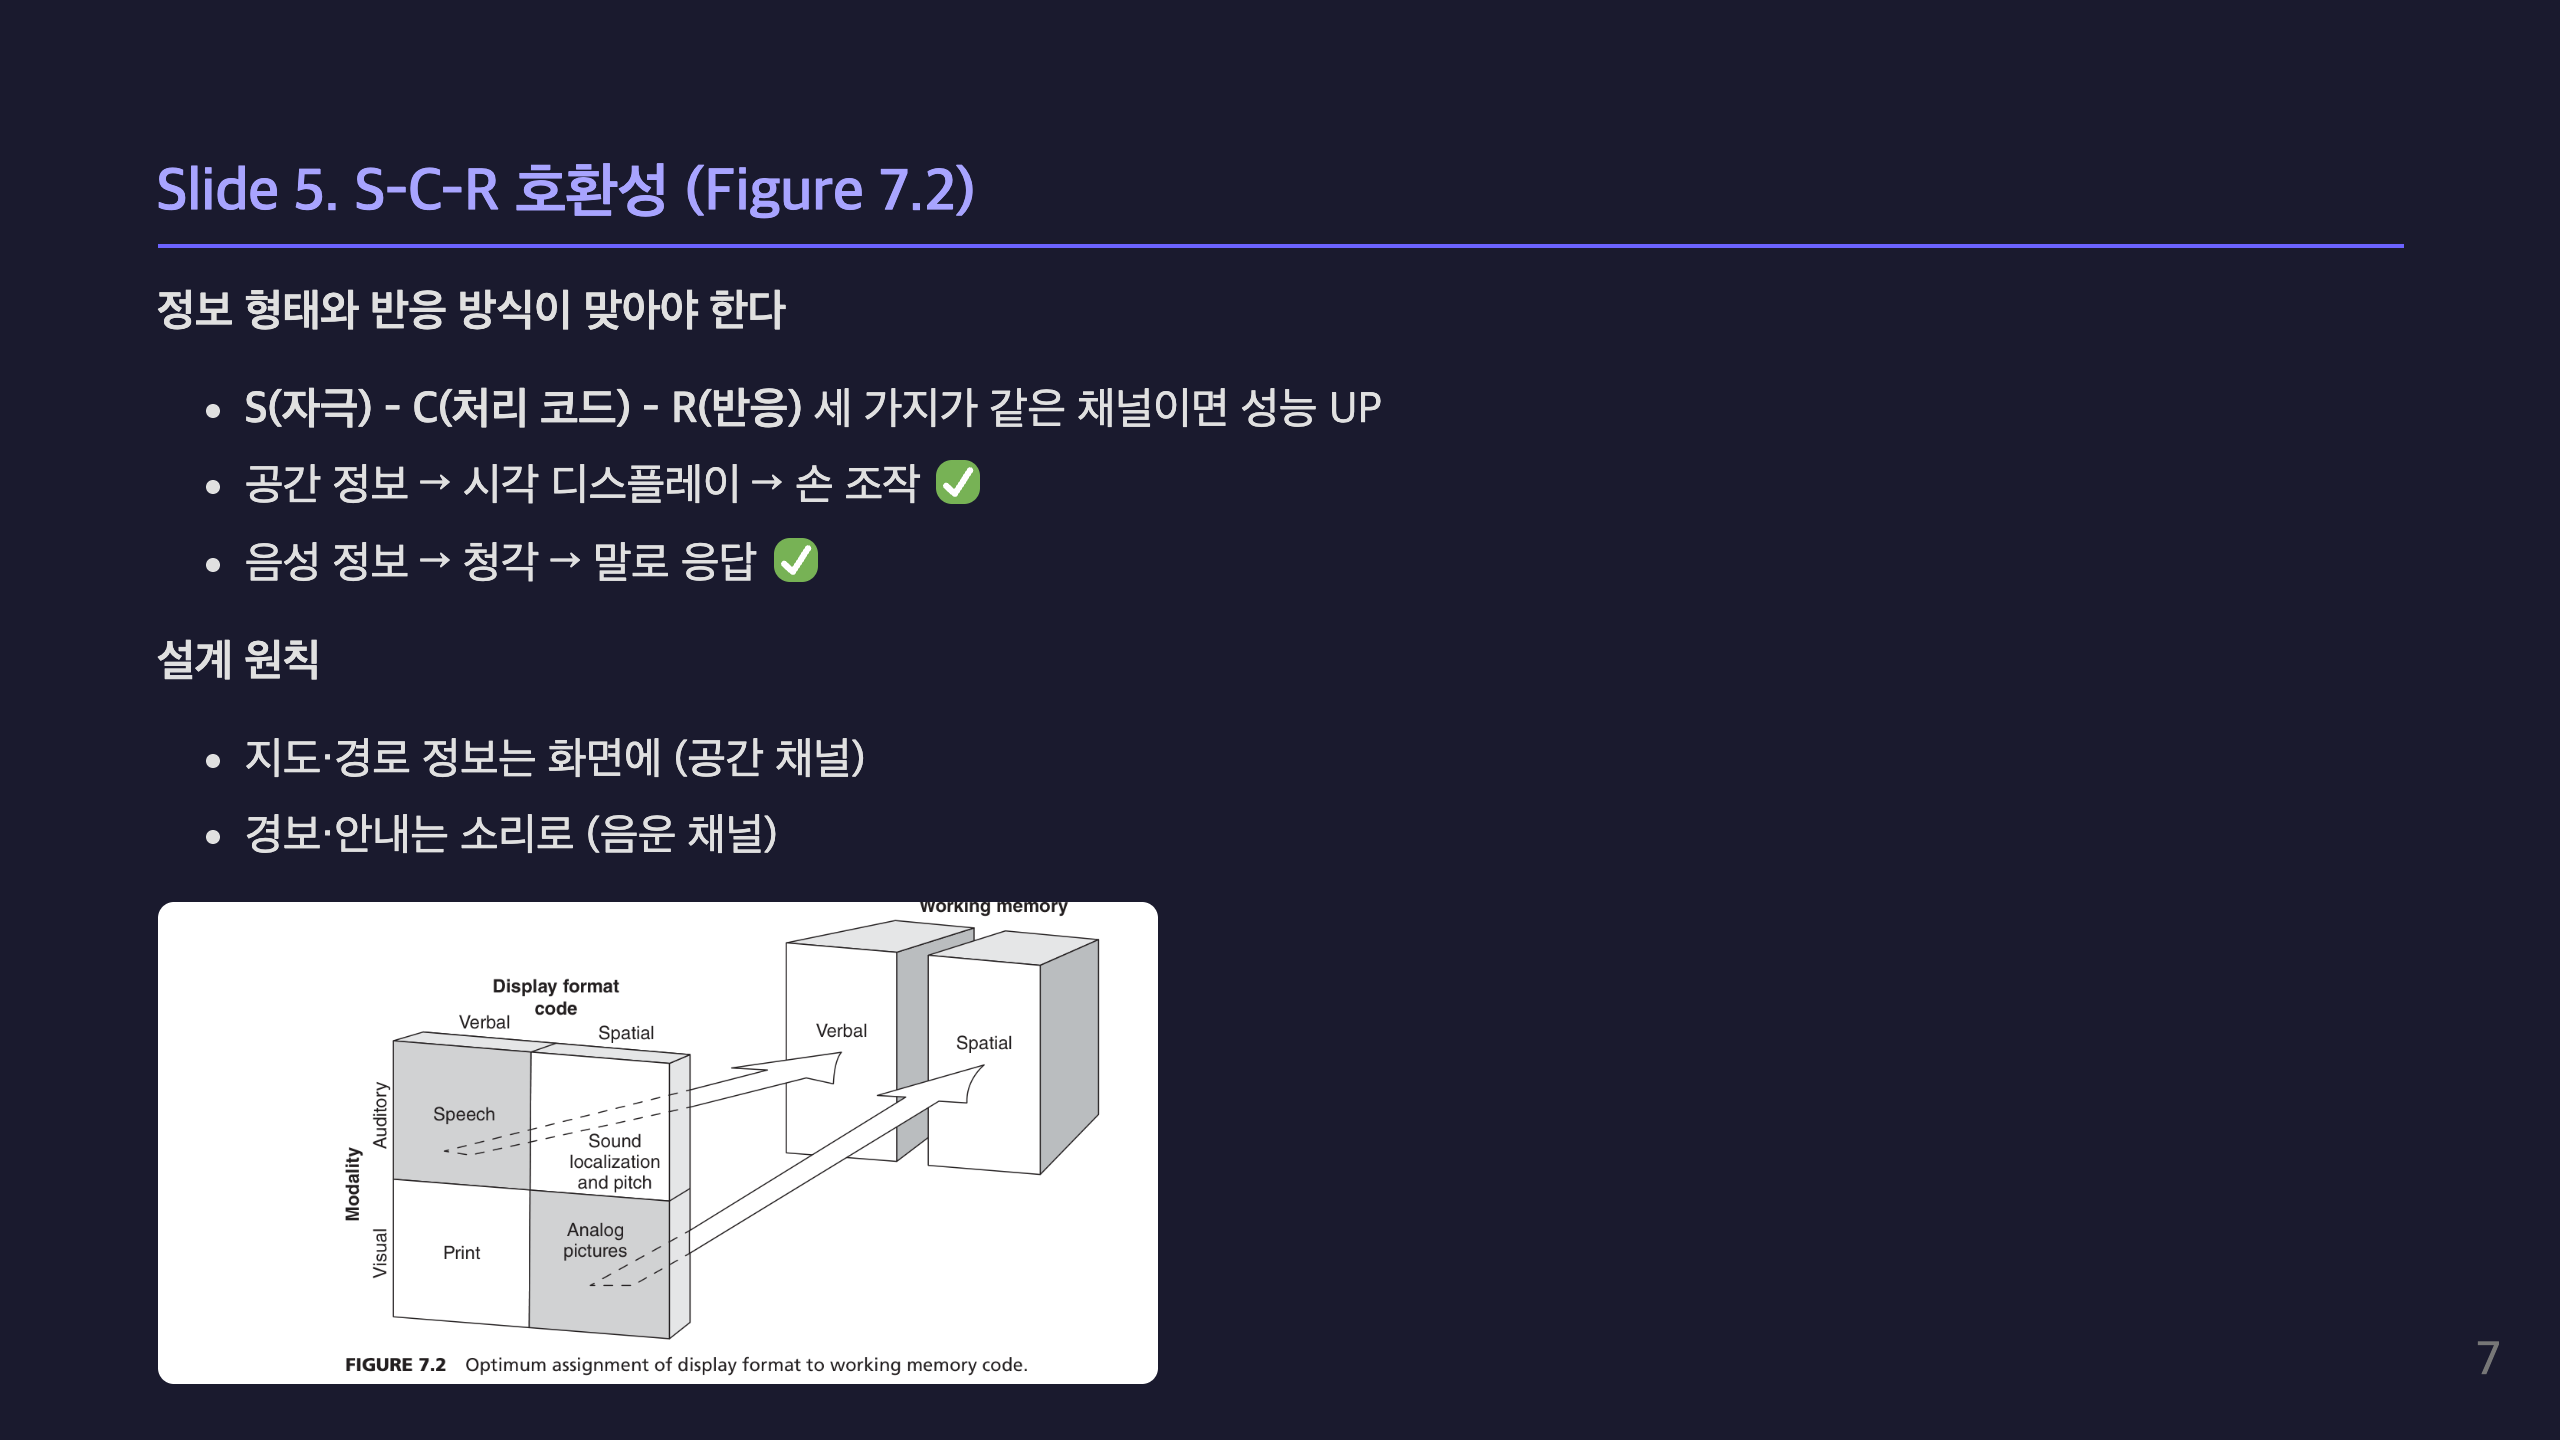 Slide 5. S-C-R 호환성 (Figure 7.2)
정보 형태와 반응 방식이 맞아야 한다
• S(자극) - C(처리 코드) - R(반응) 세 가지가 같은 채널이면 성능 UP
• 공간 정보 → 시각 디스플레이 → 손 조작 ✅
• 음성 정보 → 청각 → 말로 응답 ✅
설계 원칙
• 지도·경로 정보는 화면에 (공간 채널)
• 경보·안내는 소리로 (음운 채널)
Working memory
Display format
code
Verbal
Spatial
Verbal
Spatial
Modality
Auditory
Visual
Speech
Sound
localization
and pitch
Print
Analog
pictures
FIGURE 7.2 Optimum assignment of display format to working memory code.
7